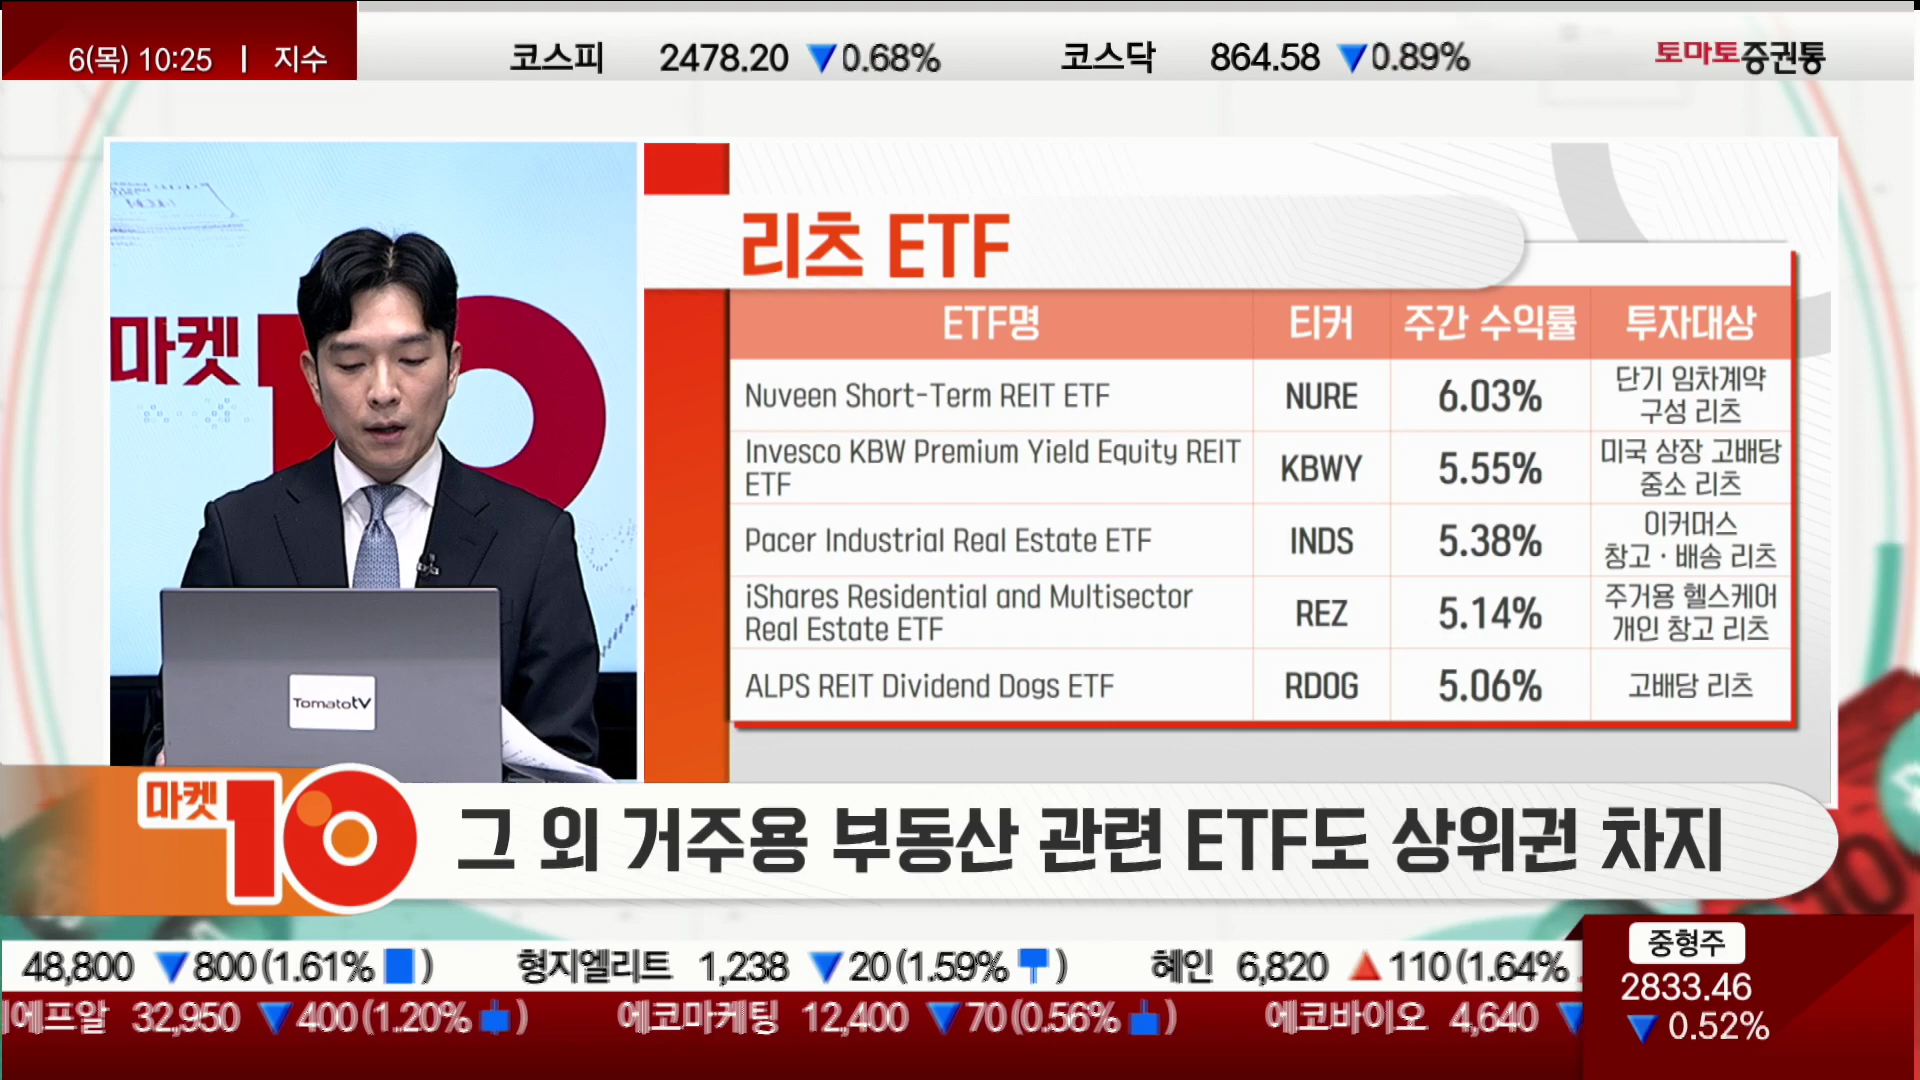 6(목) 10:25 | 지수
코스피 2478.20 ▼0.68%
코스닥 864.58 ▼0.89%
토마토증권통
마켓
10
TomatotV
리츠 ETF
ETF명 티커 주간 수익률 투자대상
Nuveen Short-Term REIT ETF NURE 6.03% 단기 임차계약
구성 리츠
Invesco KBW Premium Yield Equity REIT
ETF KBWY 5.55% 미국 상장 고배당
중소 리츠
Pacer Industrial Real Estate ETF INDS 5.38% 이커머스
창고·배송 리츠
iShares Residential and Multisector
Real Estate ETF REZ 5.14% 주거용 헬스케어
개인 창고 리츠
ALPS REIT Dividend Dogs ETF RDOG 5.06% 고배당 리츠
마켓
10
그 외 거주용 부동산 관련 ETF도 상위권 차지
48,800 ▼800(1.61%) 형지엘리트 1,238 ▼20(1.59%) 혜인 6,820 ▲110(1.64%
에프알 32,950 ▼400(1.20%) 에코마케팅 12,400 ▼70(0.56%) 에코바이오 4,640 ▼
중형주
2833.46
▼0.52%